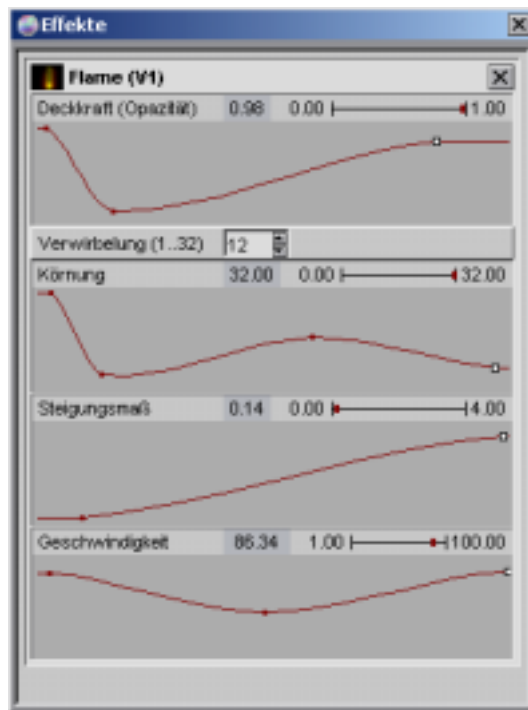 Effekte
Flame (V1)
Deckkraft (Opazität) 0.98 0.00 1.00
Verwirbelung (1..32) 12
Körnung 32.00 0.00 32.00
Steigungsmaß 0.14 0.00 4.00
Geschwindigkeit 86.34 1.00 100.00